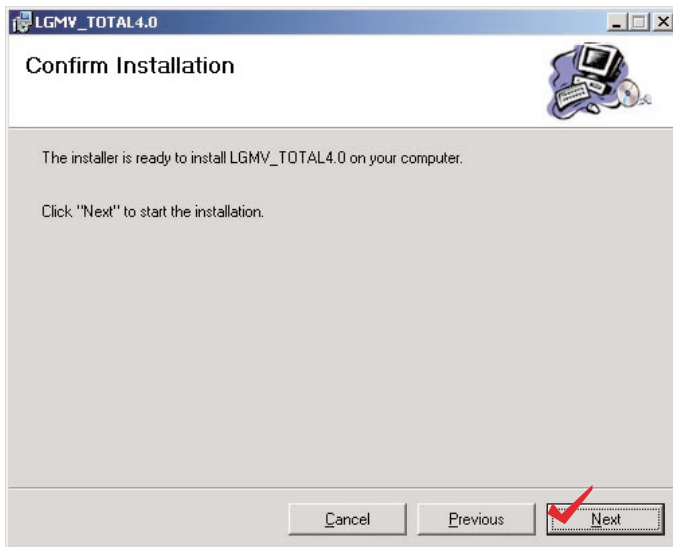 LGMV_TOTAL4.0
Confirm Installation
The installer is ready to install LGMV_TOTAL4.0 on your computer.
Click "Next" to start the installation.
Cancel Previous Next